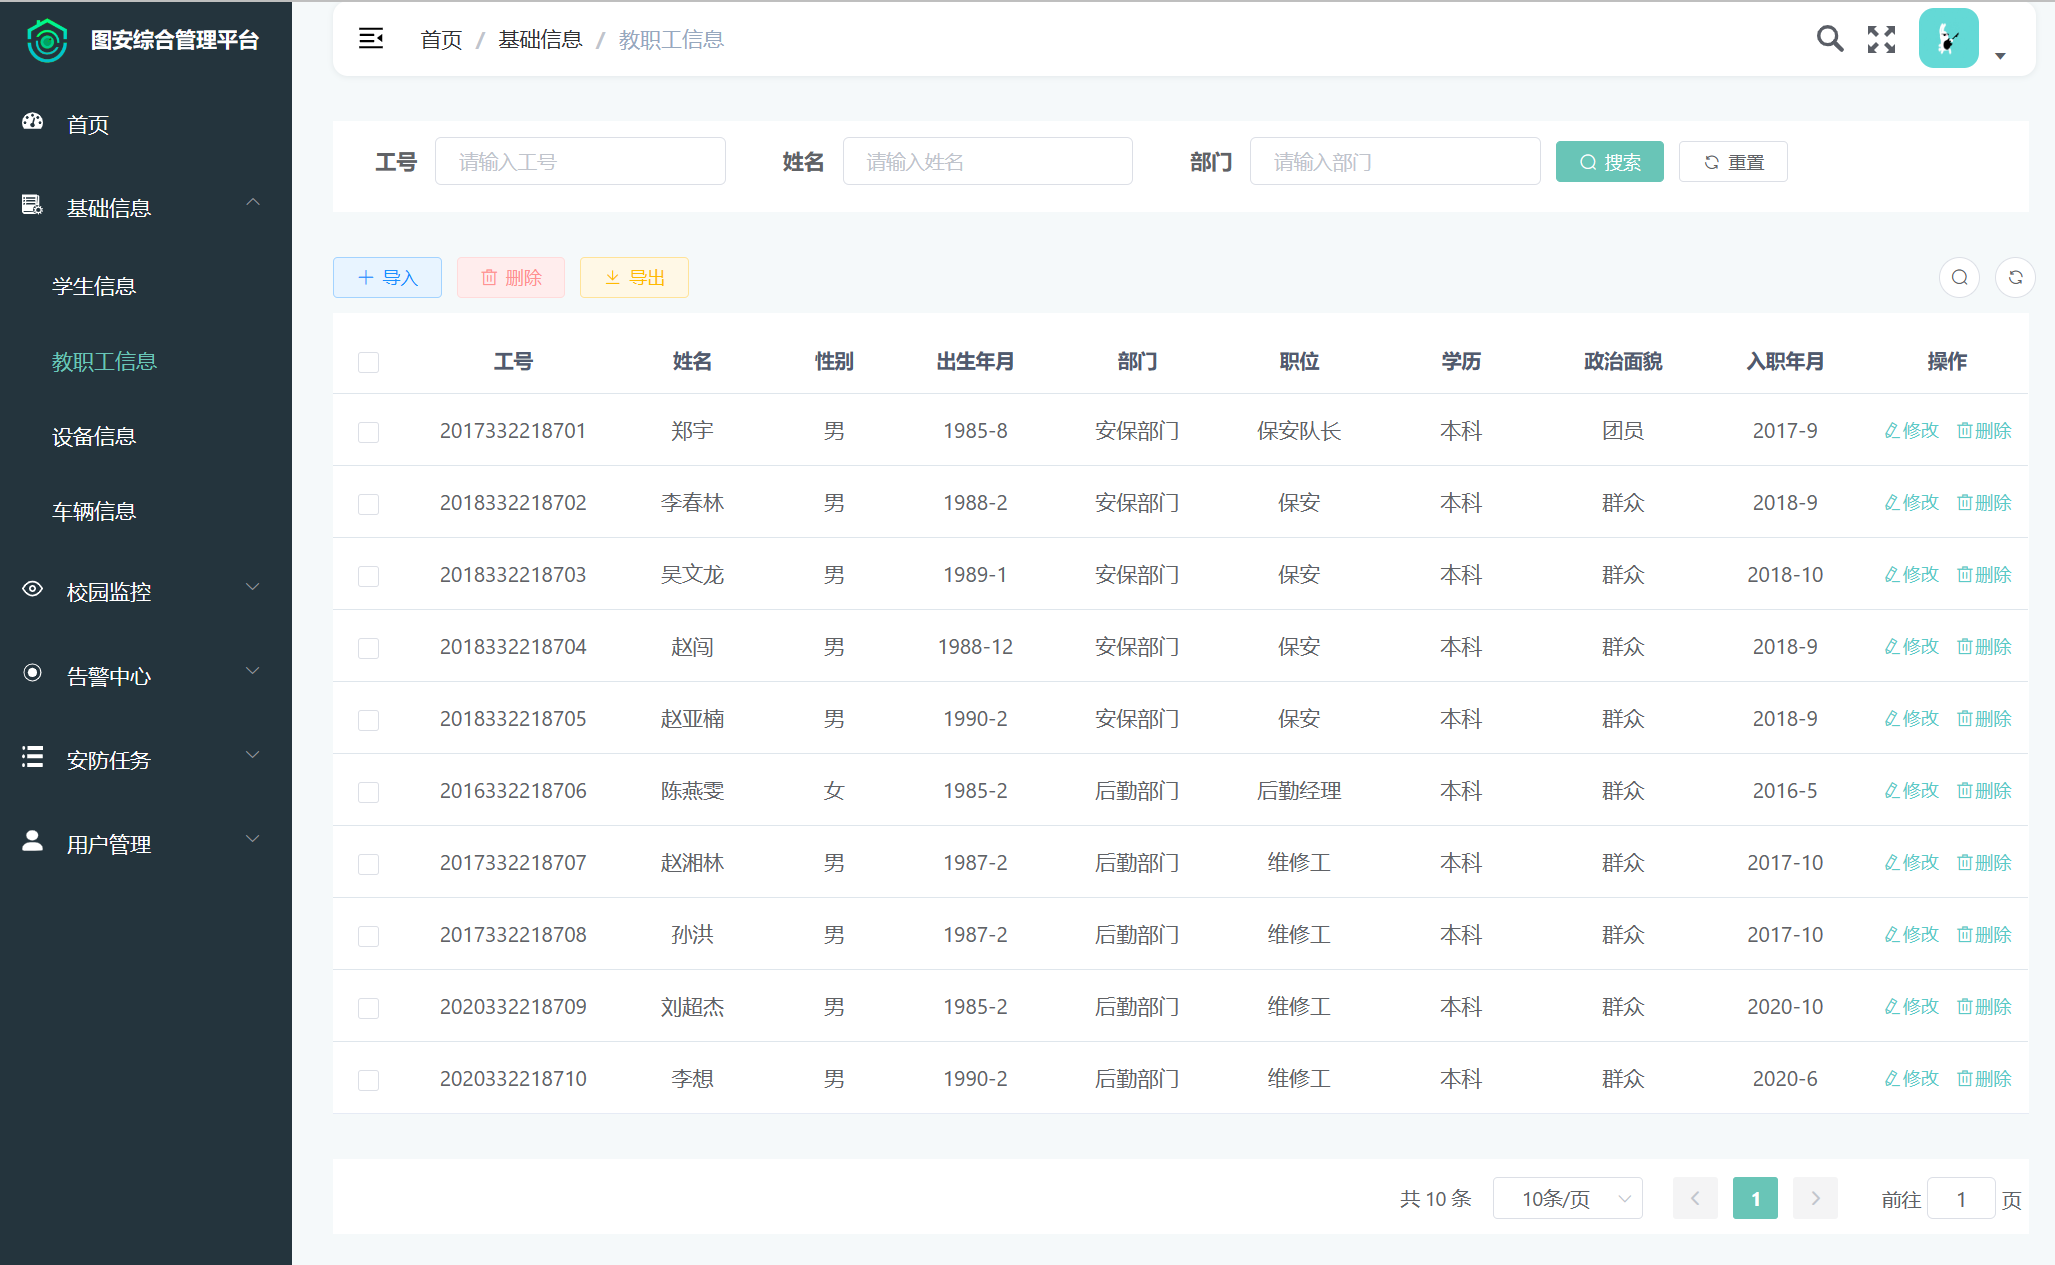 图安综合管理平台
首页
基础信息
学生信息
教职工信息
设备信息
车辆信息
校园监控
告警中心
安防任务
用户管理
首页 / 基础信息 / 教职工信息
工号 请输入工号 姓名 请输入姓名 部门 请输入部门 搜索 重置
导入 删除 导出
工号 姓名 性别 出生年月 部门 职位 学历 政治面貌 入职年月 操作
2017332218701 郑宇 男 1985-8 安保部门 保安队长 本科 团员 2017-9 修改 删除
2018332218702 李春林 男 1988-2 安保部门 保安 本科 群众 2018-9 修改 删除
2018332218703 吴文龙 男 1989-1 安保部门 保安 本科 群众 2018-10 修改 删除
2018332218704 赵闯 男 1988-12 安保部门 保安 本科 群众 2018-9 修改 删除
2018332218705 赵亚楠 男 1990-2 安保部门 保安 本科 群众 2018-9 修改 删除
2016332218706 陈燕雯 女 1985-2 后勤部门 后勤经理 本科 群众 2016-5 修改 删除
2017332218707 赵湘林 男 1987-2 后勤部门 维修工 本科 群众 2017-10 修改 删除
2017332218708 孙洪 男 1987-2 后勤部门 维修工 本科 群众 2017-10 修改 删除
2020332218709 刘超杰 男 1985-2 后勤部门 维修工 本科 群众 2020-10 修改 删除
2020332218710 李想 男 1990-2 后勤部门 维修工 本科 群众 2020-6 修改 删除
共 10 条 10条/页 1 前往 1 页